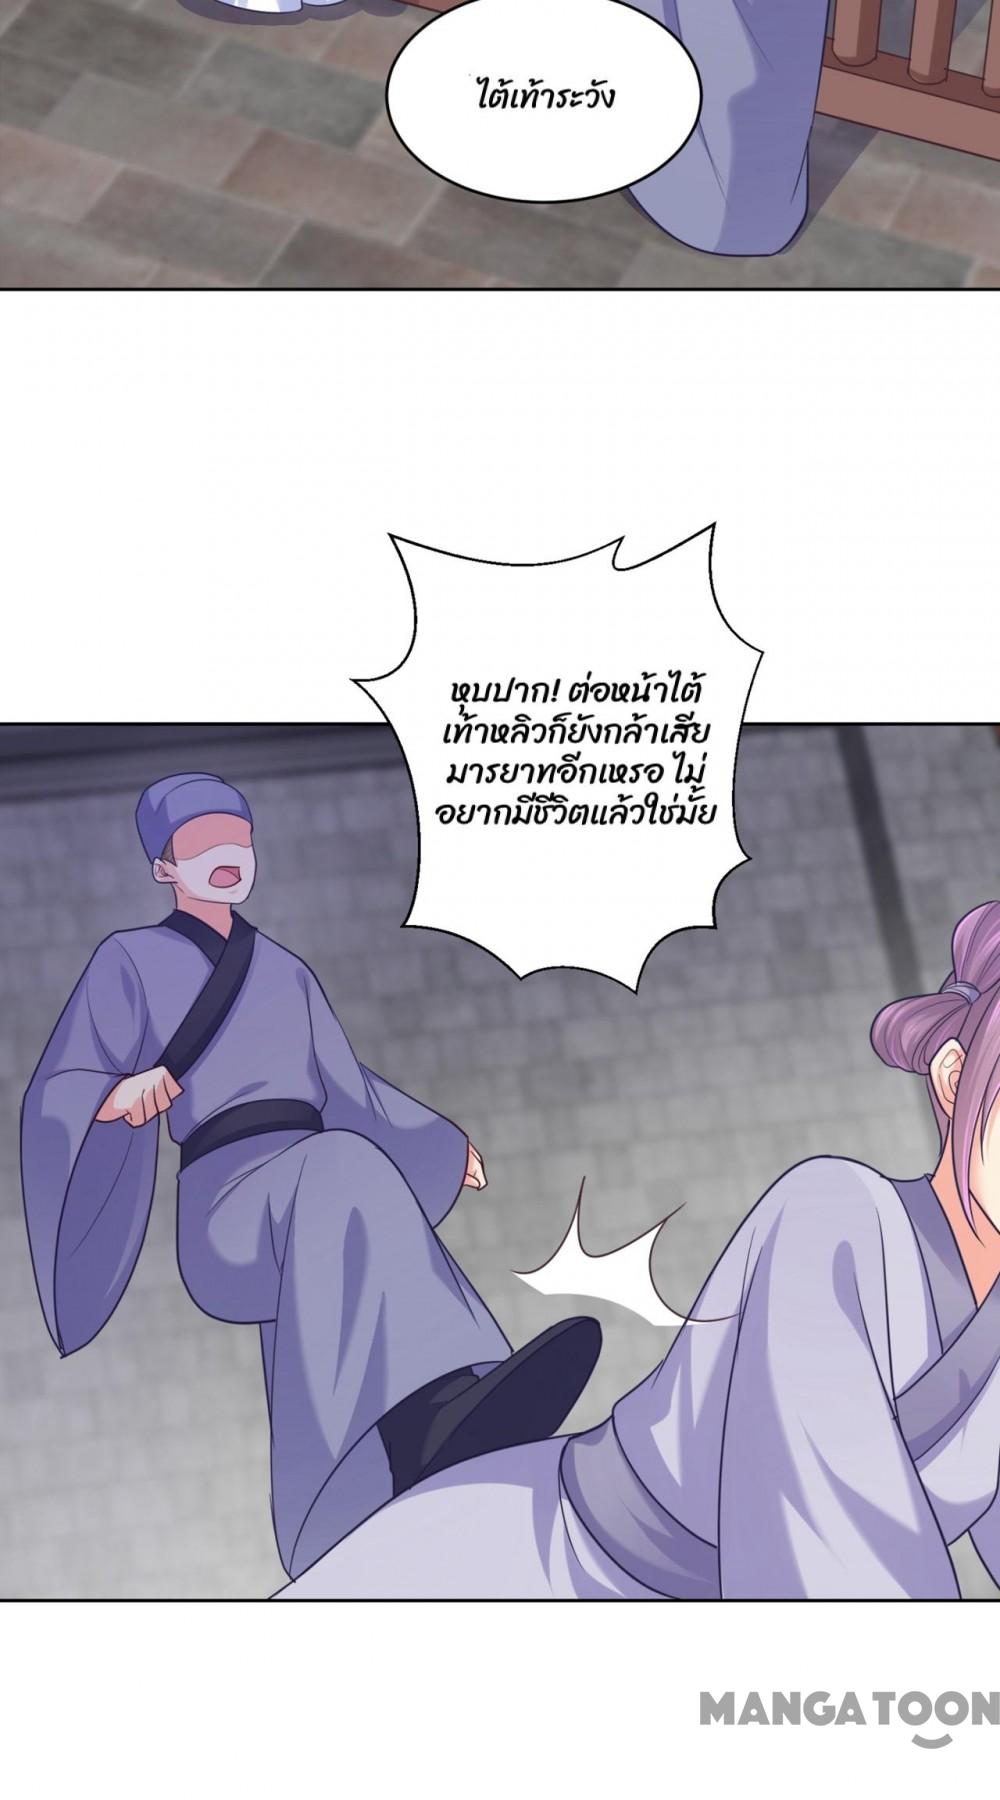 ไต้เท้าระวัง
หุบปาก! ต่อหน้าไต้
เท้าหลิวก็ยังกล้าเสีย
มารยาทอีกเหรอ ไม่
อยากมีชีวิตแล้วใช่มั้ย
MANGATOON